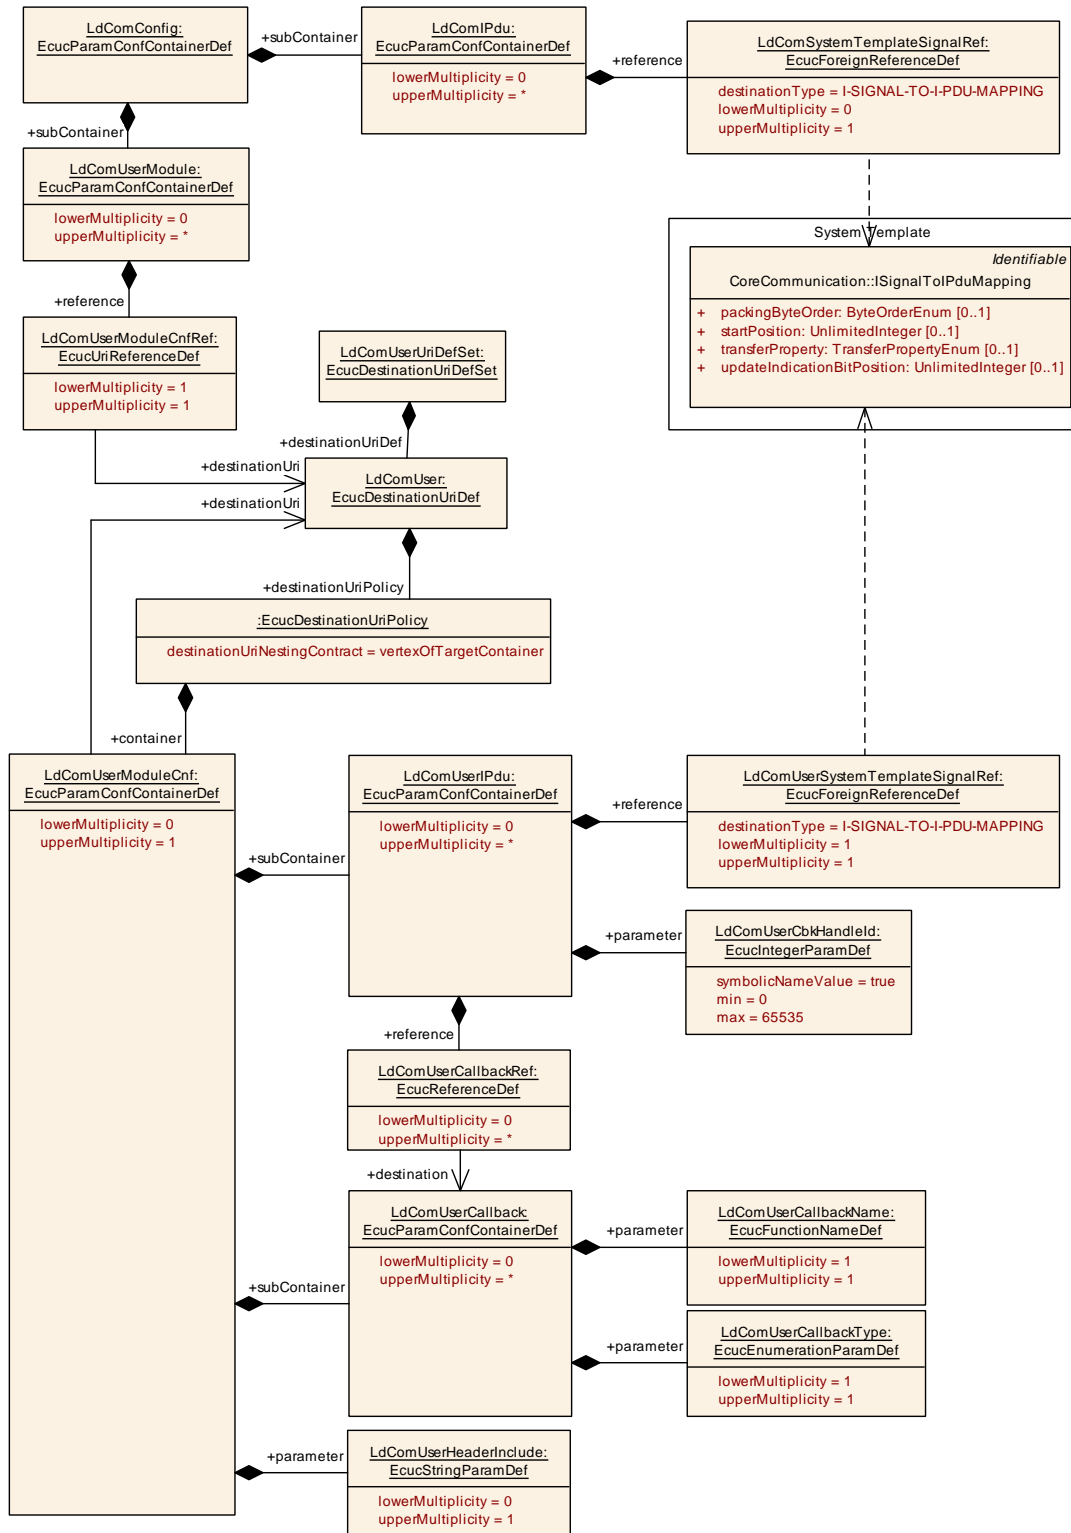 LdComConfig:
EcucParamConfContainerDef
+subContainer
LdComIPdu:
EcucParamConfContainerDef
lowerMultiplicity = 0
upperMultiplicity = *
+reference
LdComSystemTemplateSignalRef:
EcucForeignReferenceDef
destinationType = I-SIGNAL-TO-I-PDU-MAPPING
lowerMultiplicity = 0
upperMultiplicity = 1
+subContainer
LdComUserModule:
EcucParamConfContainerDef
lowerMultiplicity = 0
upperMultiplicity = *
System Template
Identifiable
CoreCommunication::ISignalToIPduMapping
+ packingByteOrder: ByteOrderEnum [0..1]
+ startPosition: UnlimitedInteger [0..1]
+ transferProperty: TransferPropertyEnum [0..1]
+ updateIndicationBitPosition: UnlimitedInteger [0..1]
+reference
LdComUserModuleCnfRef:
EcucUriReferenceDef
lowerMultiplicity = 1
upperMultiplicity = 1
LdComUserUriDefSet:
EcucDestinationUriDefSet
+destinationUriDef
+destinationUri
LdComUser:
EcucDestinationUriDef
+destinationUri
+destinationUriPolicy
:EcucDestinationUriPolicy
destinationUriNestingContract = vertexOfTargetContainer
+container
LdComUserModuleCnf:
EcucParamConfContainerDef
lowerMultiplicity = 0
upperMultiplicity = 1
+subContainer
LdComUserIPdu:
EcucParamConfContainerDef
lowerMultiplicity = 0
upperMultiplicity = *
+reference
LdComUserSystemTemplateSignalRef:
EcucForeignReferenceDef
destinationType = I-SIGNAL-TO-I-PDU-MAPPING
lowerMultiplicity = 1
upperMultiplicity = 1
+parameter
LdComUserCbkHandleId:
EcucIntegerParamDef
symbolicNameValue = true
min = 0
max = 65535
+reference
LdComUserCallbackRef:
EcucReferenceDef
lowerMultiplicity = 0
upperMultiplicity = *
+destination
+subContainer
LdComUserCallback:
EcucParamConfContainerDef
lowerMultiplicity = 0
upperMultiplicity = *
+parameter
LdComUserCallbackName:
EcucFunctionNameDef
lowerMultiplicity = 1
upperMultiplicity = 1
+parameter
LdComUserCallbackType:
EcucEnumerationParamDef
lowerMultiplicity = 1
upperMultiplicity = 1
+parameter
LdComUserHeaderInclude:
EcucStringParamDef
lowerMultiplicity = 0
upperMultiplicity = 1